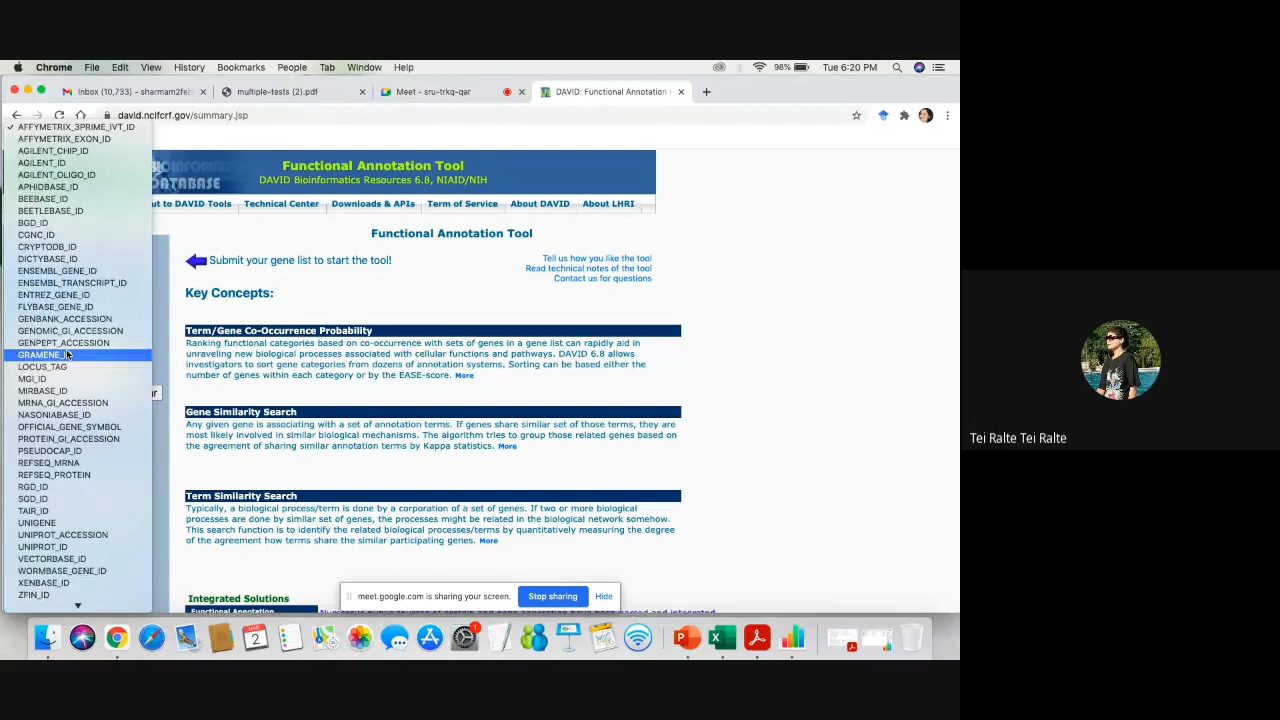 Chrome File Edit View History Bookmarks People Tab Window Help 98% Tue 6:20 PM
Inbox (10,733) - sharmam2feb multiple-tests (2).pdf Meet - sru-trkq-qar DAVID: Functional Annotation
david.ncifcrf.gov/summary.jsp
AFFYMETRIX_3PRIME_IVT_ID
AFFYMETRIX_EXON_ID
AGILENT_CHIP_ID
AGILENT_ID
AGILENT_OLIGO_ID
APHIDBASE_ID
BEEBASE_ID
BEETLEBASE_ID
BGD_ID
CGNC_ID
CRYPTODB_ID
DICTYBASE_ID
ENSEMBL_GENE_ID
ENSEMBL_TRANSCRIPT_ID
ENTREZ_GENE_ID
FLYBASE_GENE_ID
GENBANK_ACCESSION
GENOMIC_GI_ACCESSION
GENPEPT_ACCESSION
GRAMENE_ID
LOCUS_TAG
MGI_ID
MIRBASE_ID
MRNA_GI_ACCESSION
NASONIABASE_ID
OFFICIAL_GENE_SYMBOL
PROTEIN_GI_ACCESSION
PSEUDOCAP_ID
REFSEQ_MRNA
REFSEQ_PROTEIN
RGD_ID
SGD_ID
TAIR_ID
UNIGENE
UNIPROT_ACCESSION
UNIPROT_ID
VECTORBASE_ID
WORMBASE_GENE_ID
XENBASE_ID
ZFIN_ID
DATABASE
Functional Annotation Tool
DAVID Bioinformatics Resources 6.8, NIAID/NIH
ut to DAVID Tools Technical Center Downloads & APIs Term of Service About DAVID About LHRI
Functional Annotation Tool
Submit your gene list to start the tool!
Tell us how you like the tool
Read technical notes of the tool
Contact us for questions
Key Concepts:
Term/Gene Co-Occurrence Probability
Ranking functional categories based on co-occurrence with sets of genes in a gene list can rapidly aid in
unraveling new biological processes associated with cellular functions and pathways. DAVID 6.8 allows
investigators to sort gene categories from dozens of annotation systems. Sorting can be based either the
number of genes within each category or by the EASE-score. More
Gene Similarity Search
Any given gene is associating with a set of annotation terms. If genes share similar set of those terms, they are
most likely involved in similar biological mechanisms. The algorithm tries to group those related genes based on
the agreement of sharing similar annotation terms by Kappa statistics. More
Term Similarity Search
Typically, a biological process/term is done by a corporation of a set of genes. If two or more biological
processes are done by similar set of genes, the processes might be related in the biological network somehow.
This search function is to identify the related biological processes/terms by quantitatively measuring the degree
of the agreement how terms share the similar participating genes. More
Integrated Solutions
Functional Annotation
meet.google.com is sharing your screen. Stop sharing Hide
Tei Ralte Tei Ralte